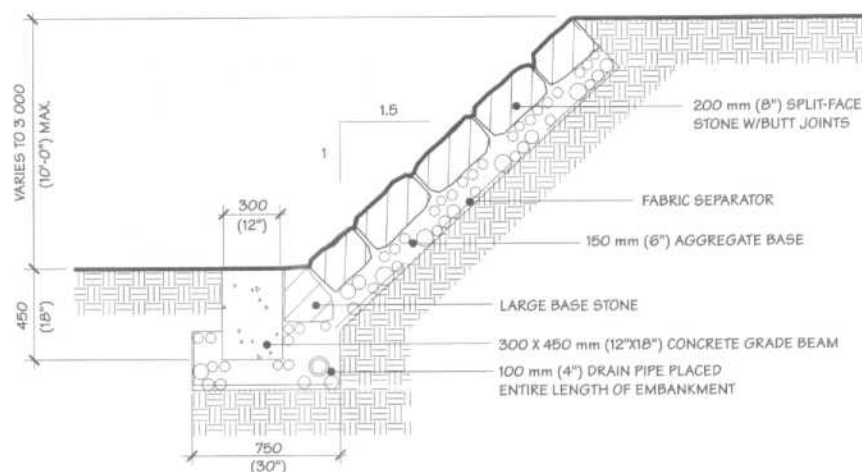 VARIES TO 3 000
(10'-0") MAX.
1.5
1
300
(12")
450
(18")
750
(30")
200 mm (8") SPLIT-FACE
STONE W/BUTT JOINTS
FABRIC SEPARATOR
150 mm (6") AGGREGATE BASE
LARGE BASE STONE
300 X 450 mm (12"X18") CONCRETE GRADE BEAM
100 mm (4") DRAIN PIPE PLACED
ENTIRE LENGTH OF EMBANKMENT